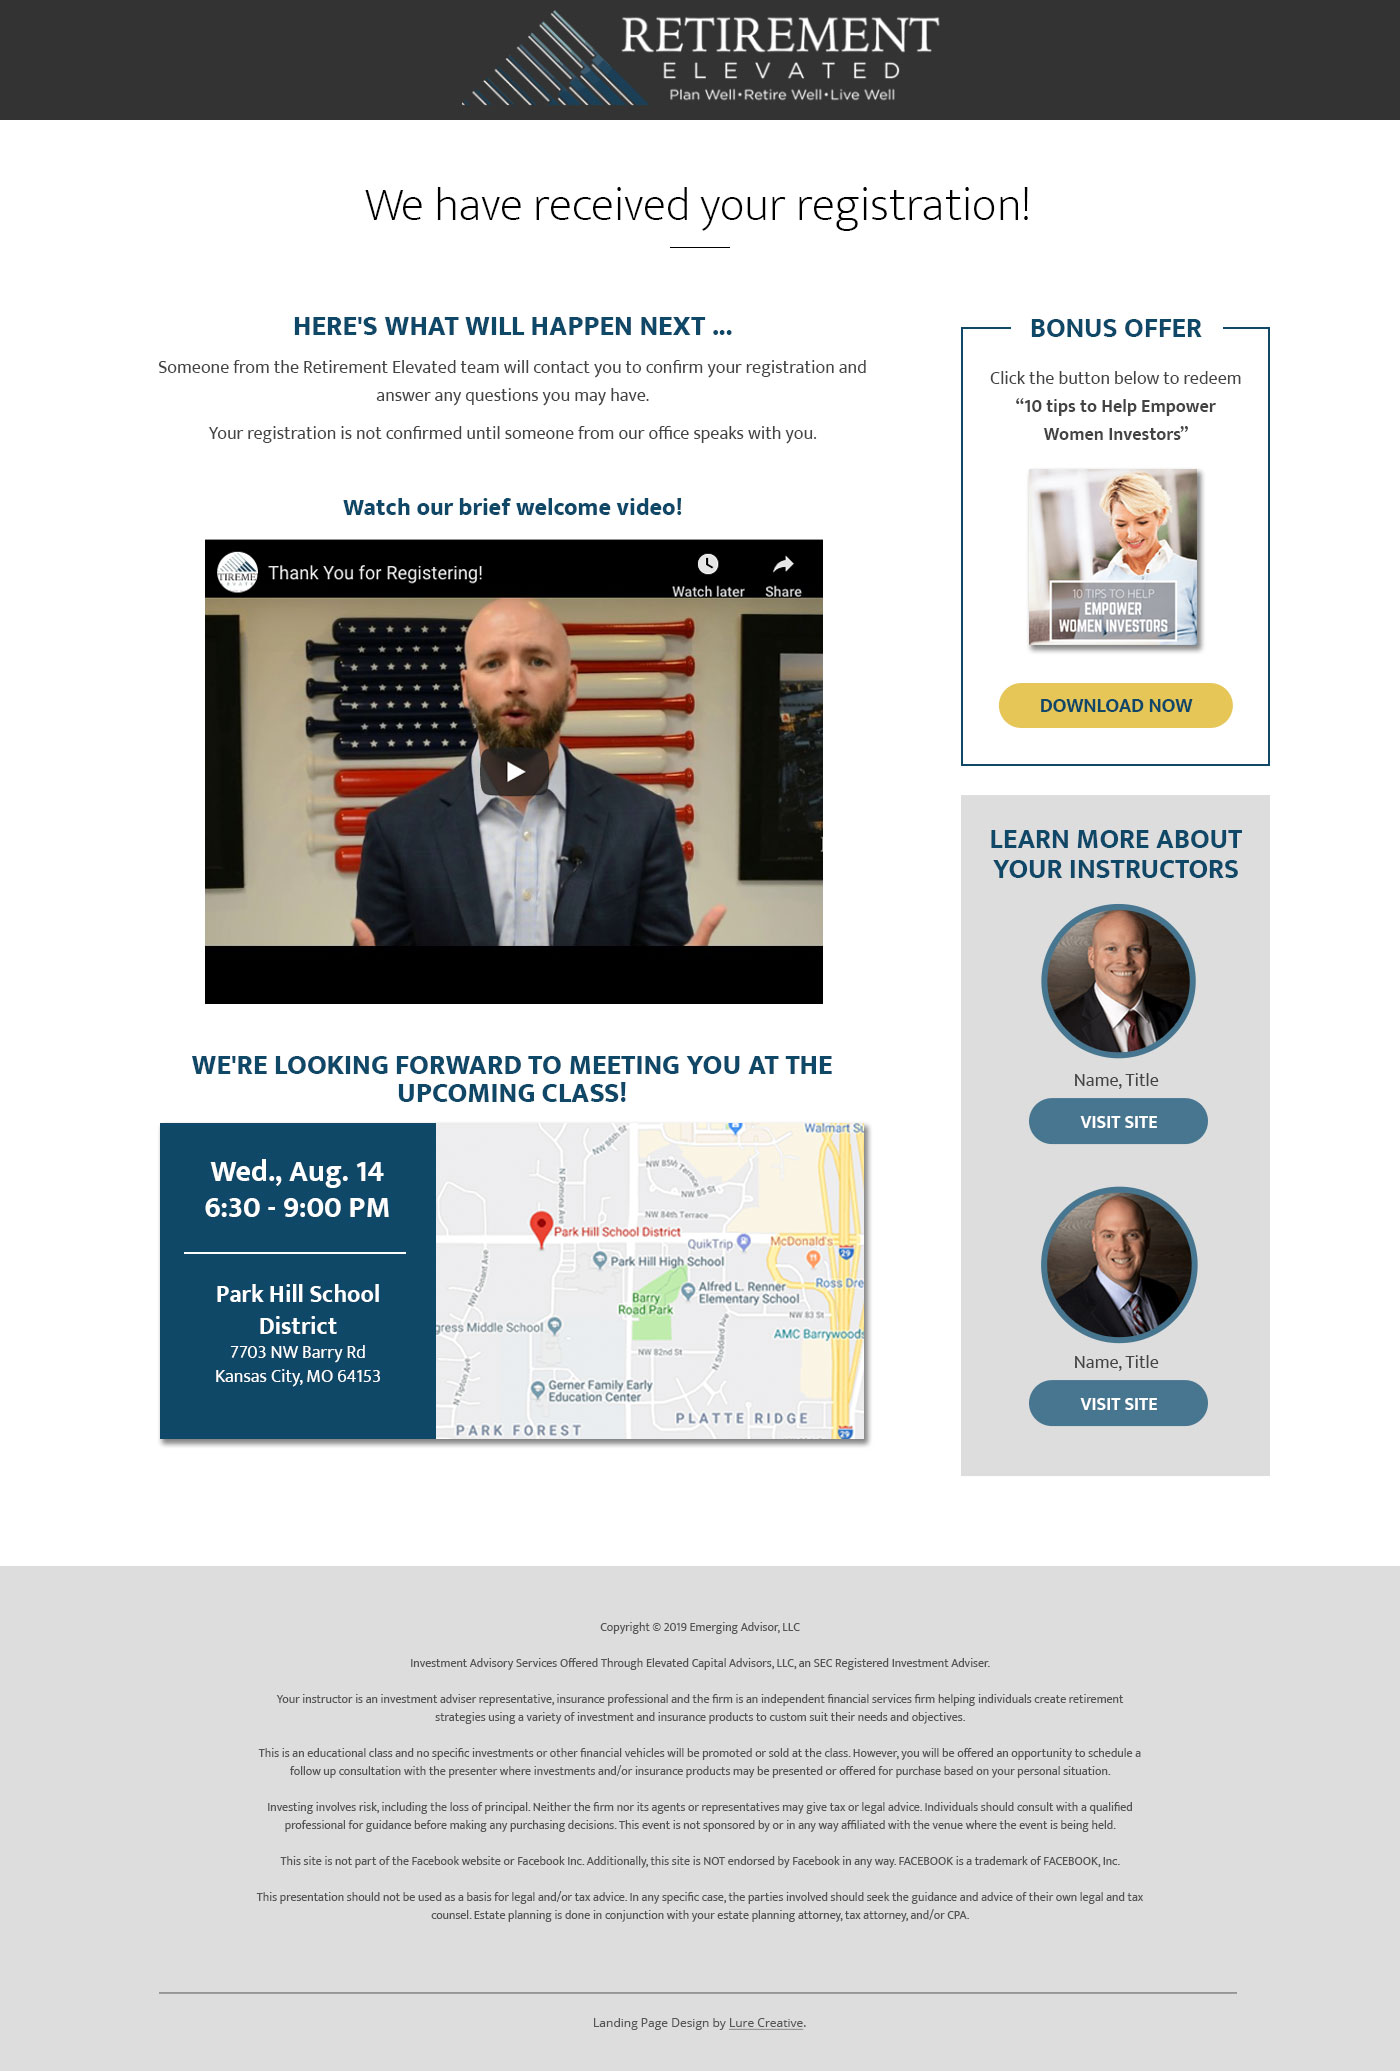 RETIREMENT
ELEVATED
Plan Well•Retire Well•Live Well
We have received your registration!
HERE'S WHAT WILL HAPPEN NEXT ...
Someone from the Retirement Elevated team will contact you to confirm your registration and
answer any questions you may have.
Your registration is not confirmed until someone from our office speaks with you.
Watch our brief welcome video!
TIREME
Thank You for Registering!
Watch later
Share
WE'RE LOOKING FORWARD TO MEETING YOU AT THE
UPCOMING CLASS!
Wed., Aug. 14
6:30 - 9:00 PM
Park Hill School
District
7703 NW Barry Rd
Kansas City, MO 64153
Walmart Su
NW 86th St
NW 85th Terrace
N Pomona Ave
NW 85 St
NW 84th Terrace
Park Hill School District
QuikTrip
McDonald's
29
Park Hill High School
Ross Dre
NW Conant Ave
Alfred L. Renner
Elementary School
Barry
Road Park
NW 83 St
gress Middle School
AMC Barrywoods
N Stoddard Ave
NW 82nd St
N Tipton Ave
Gerner Family Early
Education Center
PLATTE RIDGE
PARK FOREST
29
BONUS OFFER
Click the button below to redeem
“10 tips to Help Empower
Women Investors”
10 TIPS TO HELP
EMPOWER
WOMEN INVESTORS
DOWNLOAD NOW
LEARN MORE ABOUT
YOUR INSTRUCTORS
Name, Title
VISIT SITE
Name, Title
VISIT SITE
Copyright © 2019 Emerging Advisor, LLC
Investment Advisory Services Offered Through Elevated Capital Advisors, LLC, an SEC Registered Investment Adviser.
Your instructor is an investment adviser representative, insurance professional and the firm is an independent financial services firm helping individuals create retirement
strategies using a variety of investment and insurance products to custom suit their needs and objectives.
This is an educational class and no specific investments or other financial vehicles will be promoted or sold at the class. However, you will be offered an opportunity to schedule a
follow up consultation with the presenter where investments and/or insurance products may be presented or offered for purchase based on your personal situation.
Investing involves risk, including the loss of principal. Neither the firm nor its agents or representatives may give tax or legal advice. Individuals should consult with a qualified
professional for guidance before making any purchasing decisions. This event is not sponsored by or in any way affiliated with the venue where the event is being held.
This site is not part of the Facebook website or Facebook Inc. Additionally, this site is NOT endorsed by Facebook in any way. FACEBOOK is a trademark of FACEBOOK, Inc.
This presentation should not be used as a basis for legal and/or tax advice. In any specific case, the parties involved should seek the guidance and advice of their own legal and tax
counsel. Estate planning is done in conjunction with your estate planning attorney, tax attorney, and/or CPA.
Landing Page Design by Lure Creative.